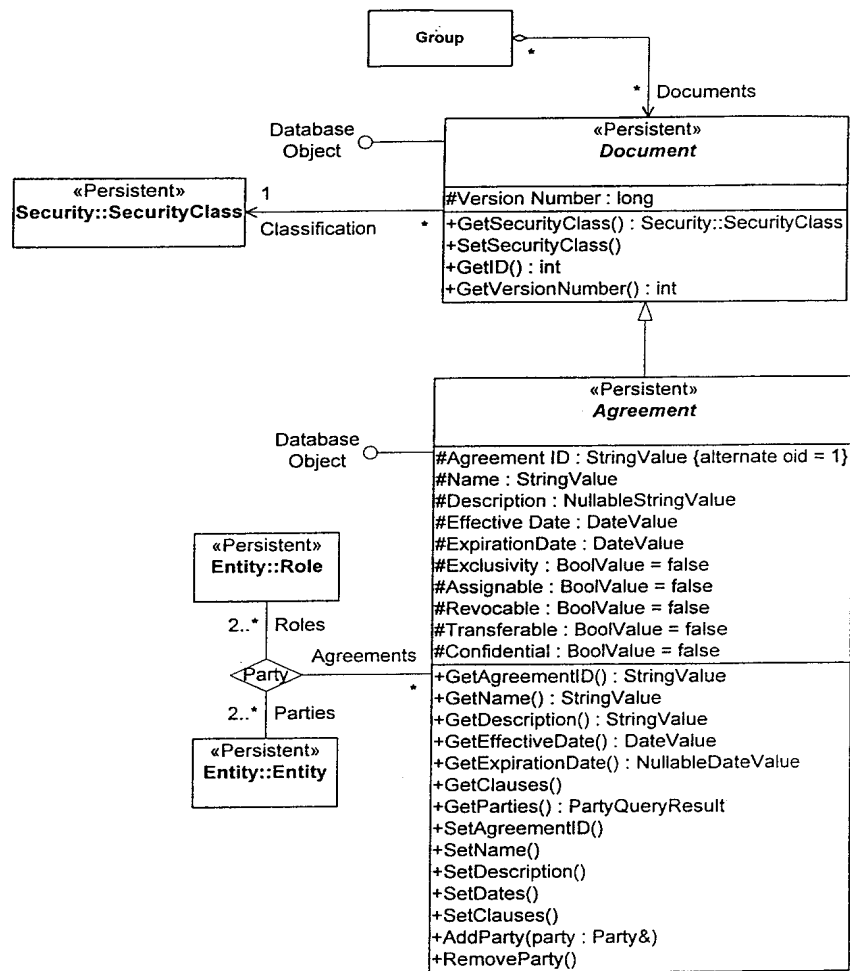 Group
*
* Documents
Database
Object
«Persistent»
Document
#Version Number : long
+GetSecurityClass() : Security::SecurityClass
+SetSecurityClass()
+GetID() : int
+GetVersionNumber() : int
«Persistent»
Security::SecurityClass
1
Classification
*
Database
Object
«Persistent»
Agreement
#Agreement ID : StringValue {alternate oid = 1}
#Name : StringValue
#Description : NullableStringValue
#Effective Date : DateValue
#ExpirationDate : DateValue
#Exclusivity : BoolValue = false
#Assignable : BoolValue = false
#Revocable : BoolValue = false
#Transferable : BoolValue = false
#Confidential : BoolValue = false
+GetAgreementID() : StringValue
+GetName() : StringValue
+GetDescription() : StringValue
+GetEffectiveDate() : DateValue
+GetExpirationDate() : NullableDateValue
+GetClauses()
+GetParties() : PartyQueryResult
+SetAgreementID()
+SetName()
+SetDescription()
+SetDates()
+SetClauses()
+AddParty(party : Party&)
+RemoveParty()
«Persistent»
Entity::Role
2..* Roles
Party
Agreements
*
2..* Parties
«Persistent»
Entity::Entity